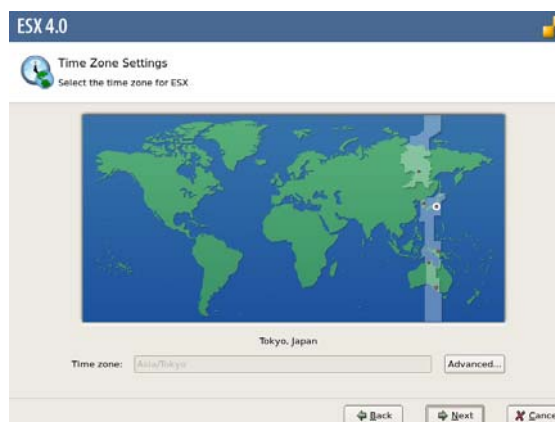 ESX 4.0
Time Zone Settings
Select the time zone for ESX
Tokyo, Japan
Time zone: Asia/Tokyo Advanced...
Back Next Cance